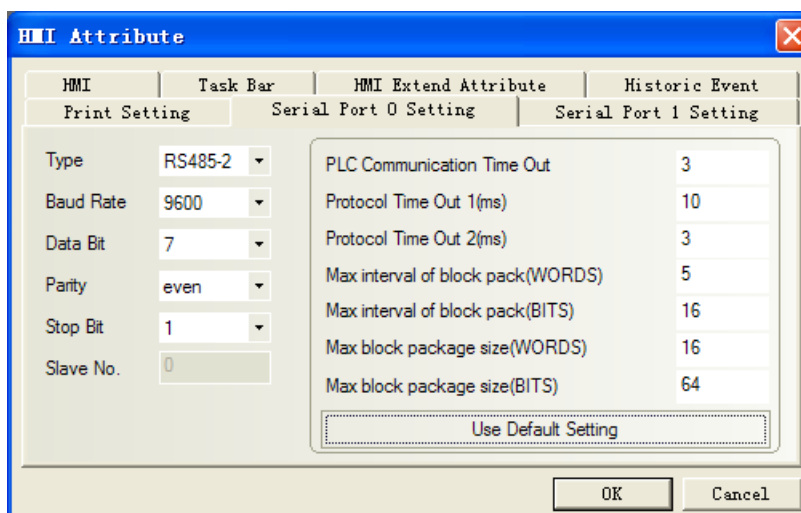 HMI Attribute
HMI Task Bar HMI Extend Attribute Historic Event
Print Setting Serial Port 0 Setting Serial Port 1 Setting
Type RS485-2
Baud Rate 9600
Data Bit 7
Parity even
Stop Bit 1
Slave No. 0
PLC Communication Time Out 3
Protocol Time Out 1(ms) 10
Protocol Time Out 2(ms) 3
Max interval of block pack(WORDS) 5
Max interval of block pack(BITS) 16
Max block package size(WORDS) 16
Max block package size(BITS) 64
Use Default Setting
OK Cancel